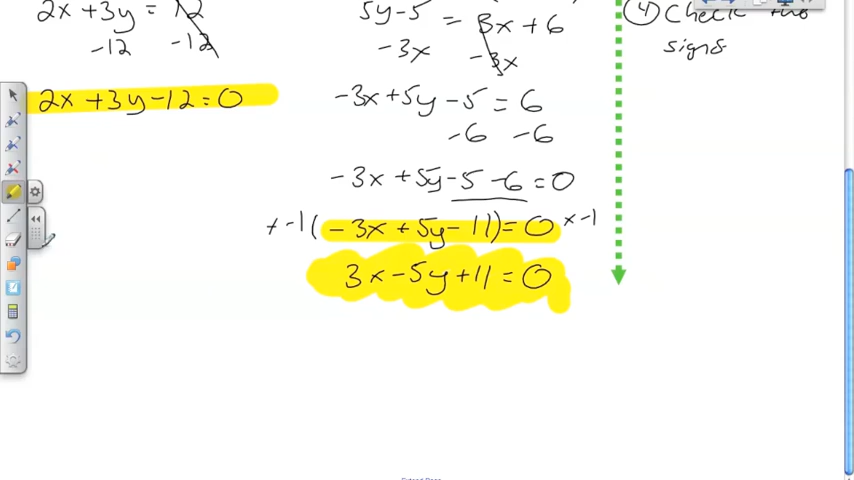 2x + 3y = 12
-12 -12
2x + 3y - 12 = 0
5y - 5 = 3x + 6
-3x -3x
-3x + 5y - 5 = 6
-6 -6
-3x + 5y - 5 - 6 = 0
x -1 ( -3x + 5y - 11) = 0 x -1
3x - 5y + 11 = 0
④ Check the
signs